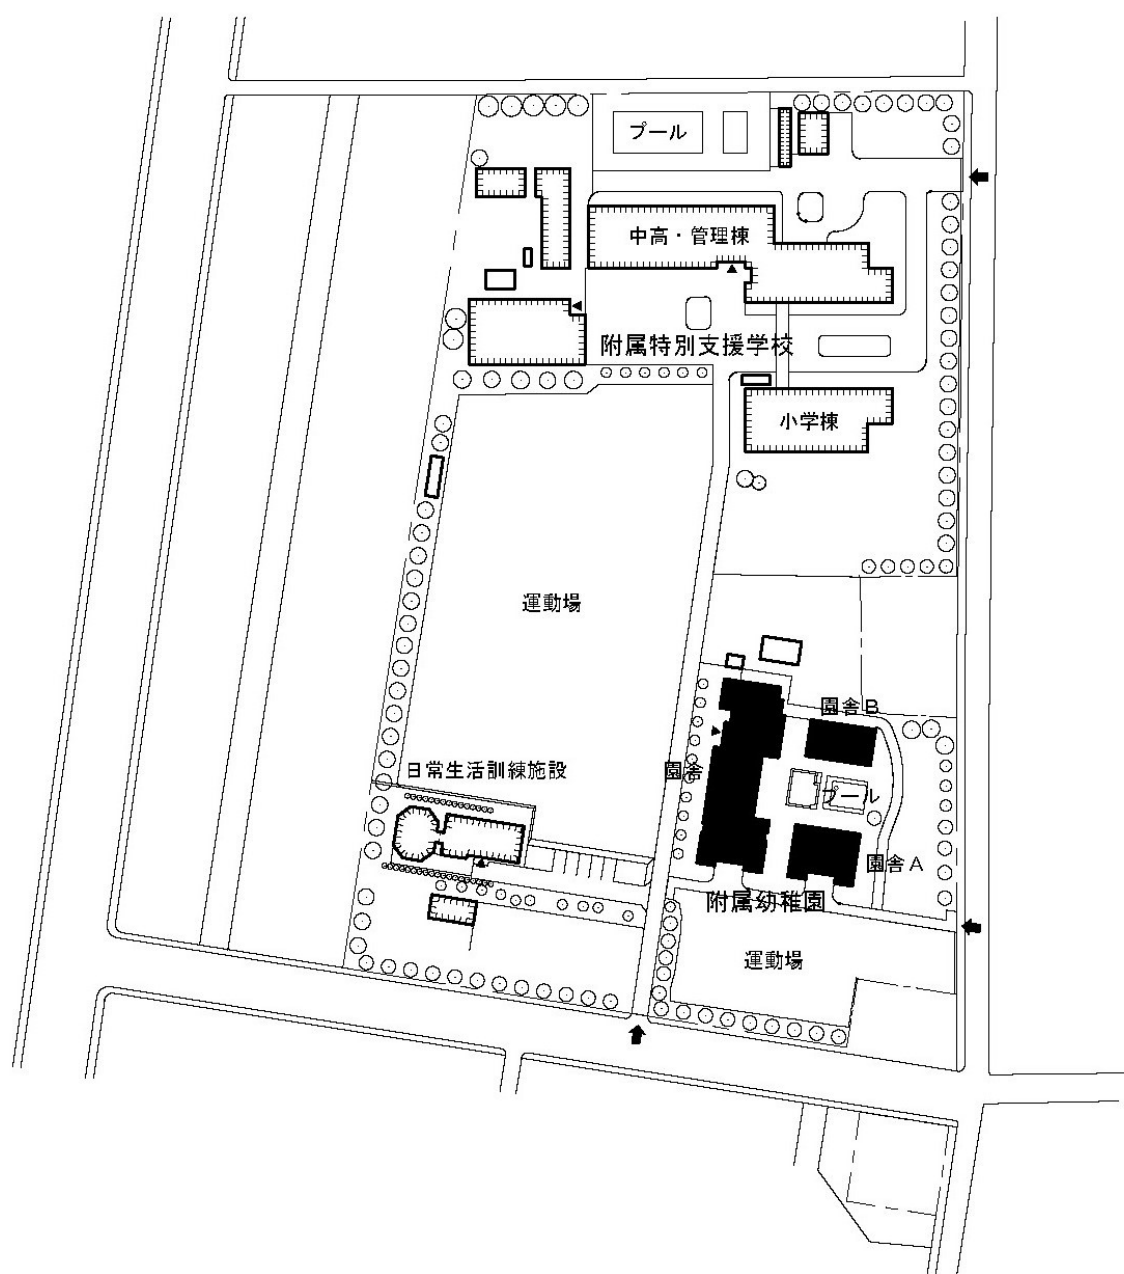 プール
中高・管理棟
附属特別支援学校
小学棟
運動場
園舎B
日常生活訓練施設
園舎
プール
園舎A
附属幼稚園
運動場